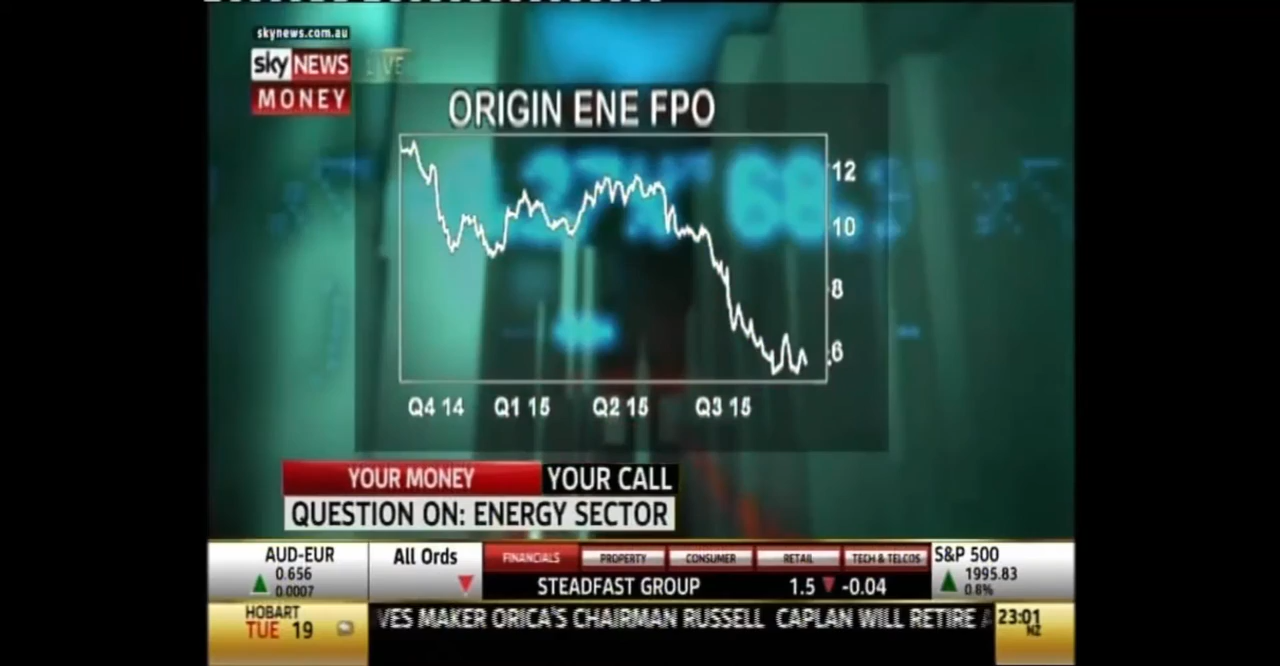 skynews.com.au
sky NEWS
LIVE
MONEY
ORIGIN ENE FPO
12
10
8
6
Q4 14 Q1 15 Q2 15 Q3 15
YOUR MONEY YOUR CALL
QUESTION ON: ENERGY SECTOR
AUD-EUR
0.656
0.0007
All Ords
FINANCIALS PROPERTY CONSUMER RETAIL TECH & TELCOS
STEADFAST GROUP 1.5 -0.04
S&P 500
1995.83
0.8%
HOBART
TUE 19
VES MAKER ORICA'S CHAIRMAN RUSSELL CAPLAN WILL RETIRE
23:01
NZ